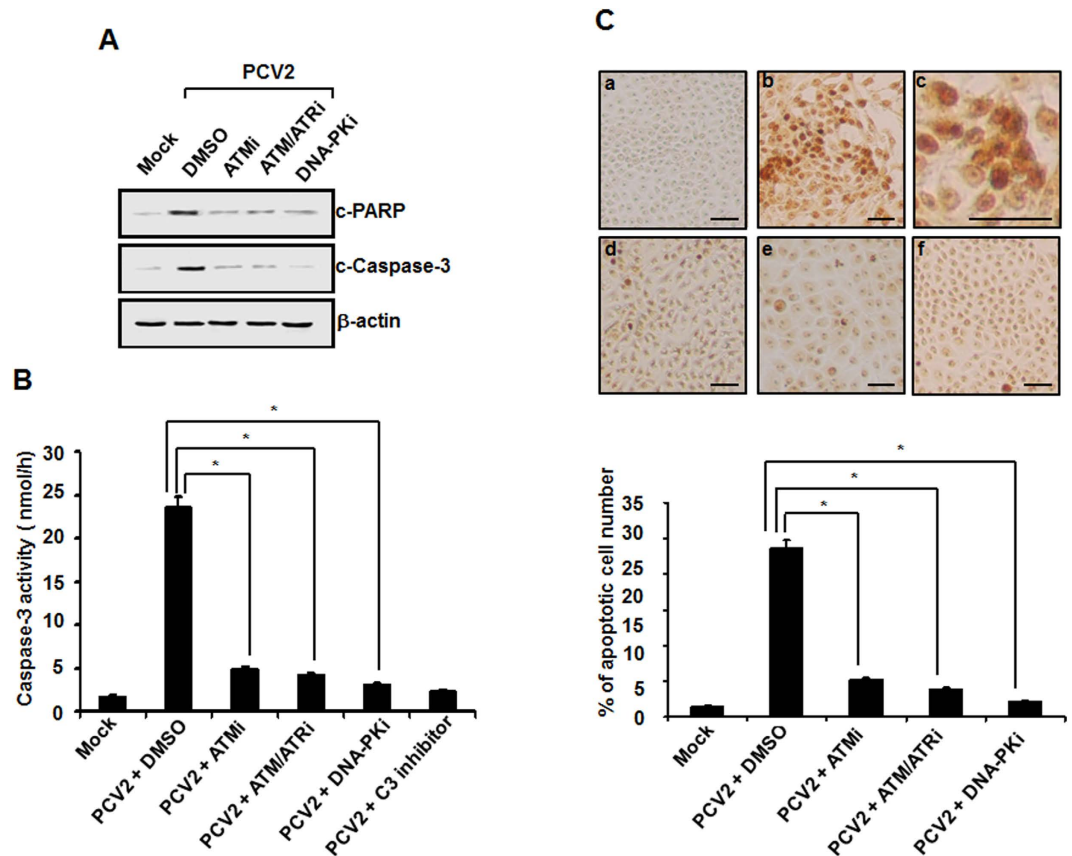 A
PCV2
Mock
DMSO
ATMi
ATM/ATRi
DNA-PKi
c-PARP
c-Caspase-3
β-actin
B
*
*
*
Caspase-3 activity ( nmol/h)
30
25
20
15
10
5
0
Mock
PCV2 + DMSO
PCV2 + ATMi
PCV2 + ATM/ATRi
PCV2 + DNA-PKi
PCV2 + C3 inhibitor
C
a
b
c
d
e
f
*
*
*
% of apoptotic cell number
35
35
25
15
5
5
0
Mock
PCV2 + DMSO
PCV2 + ATMi
PCV2 + ATM/ATRi
PCV2 + DNA-PKi